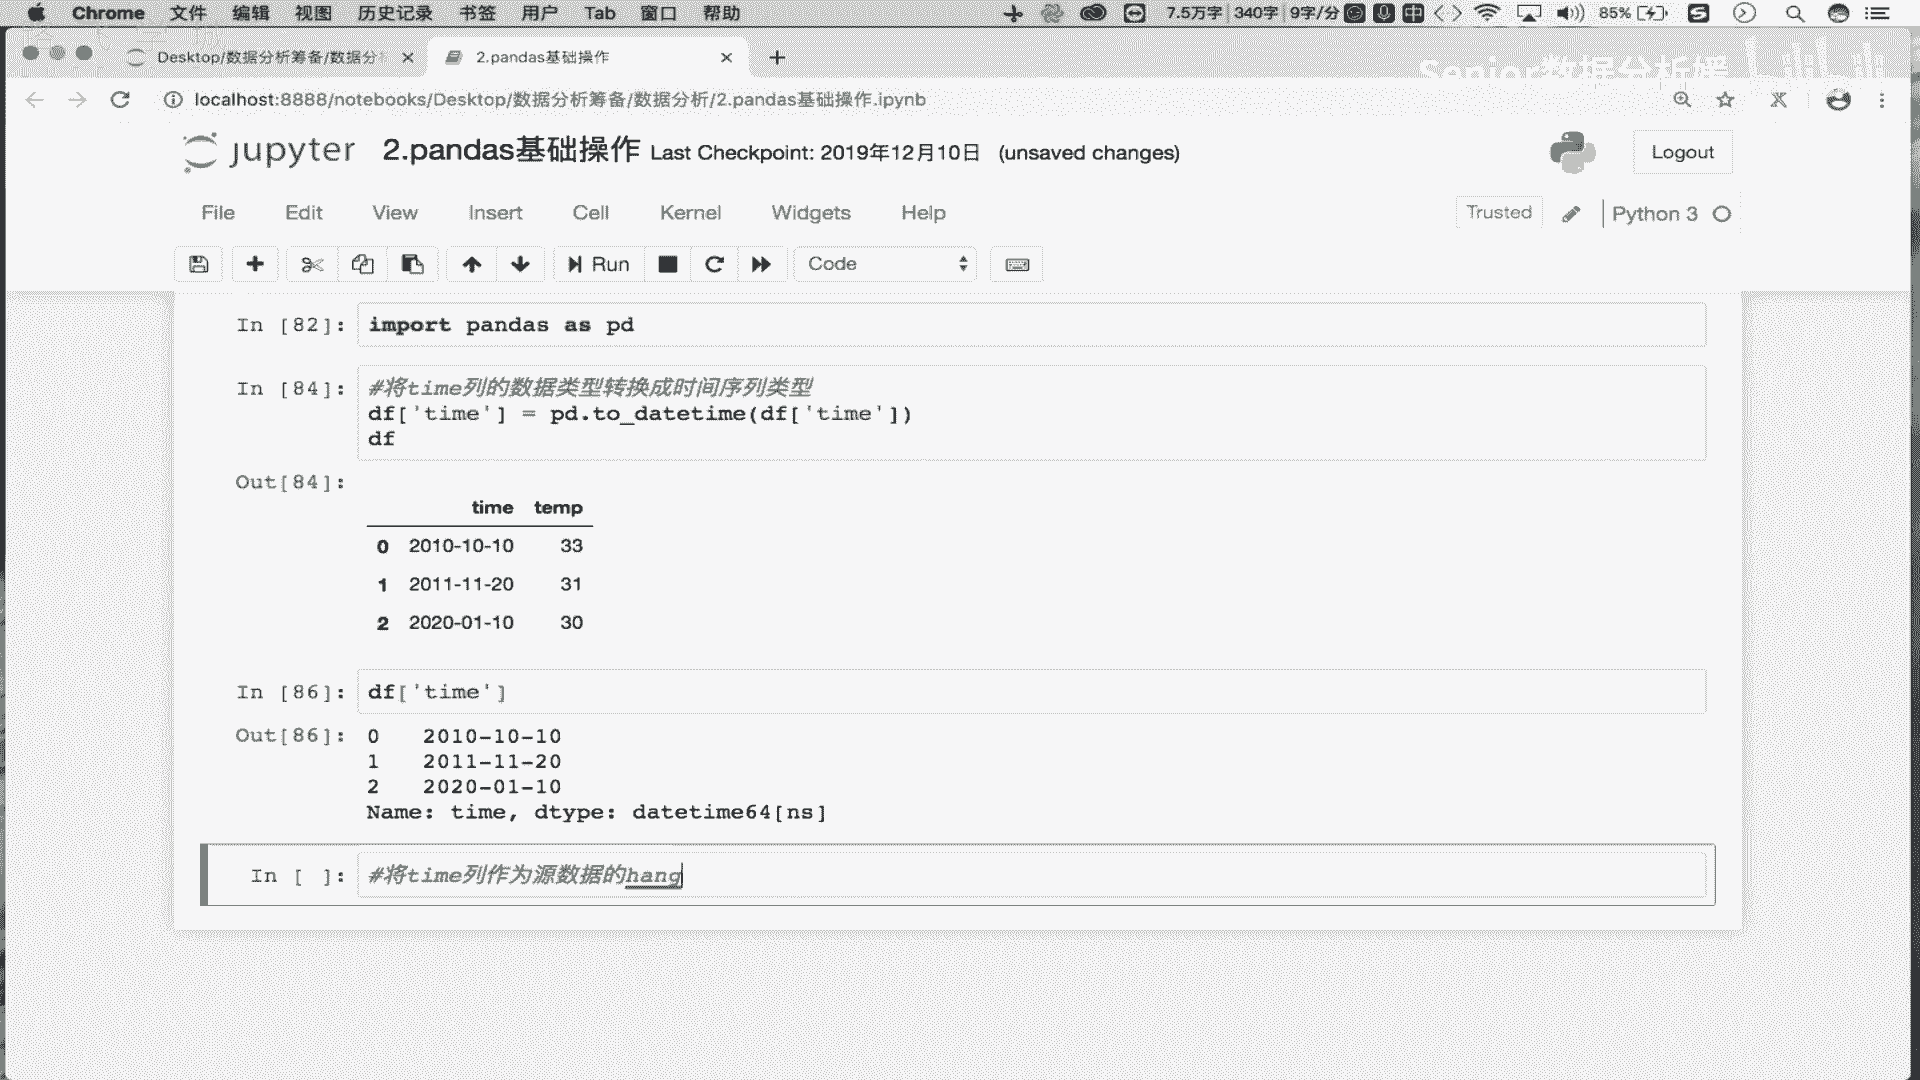 Chrome 文件 编辑 视图 历史记录 书签 用户 Tab 窗口 帮助 7.5万字 340字 9字/分 中 85%
Desktop/数据分析筹备/数据分 2.pandas基础操作
Senior数据分析媛
localhost:8888/notebooks/Desktop/数据分析筹备/数据分析/2.pandas基础操作.ipynb
jupyter 2.pandas基础操作 Last Checkpoint: 2019年12月10日 (unsaved changes) Logout
File Edit View Insert Cell Kernel Widgets Help Trusted Python 3
Run Code
In [82]: import pandas as pd
In [84]: #将time列的数据类型转换成时间序列类型
df['time'] = pd.to_datetime(df['time'])
df
Out[84]:
time temp
0 2010-10-10 33
1 2011-11-20 31
2 2020-01-10 30
In [86]: df['time']
Out[86]: 0 2010-10-10
1 2011-11-20
2 2020-01-10
Name: time, dtype: datetime64[ns]
In [ ]: #将time列作为源数据的hang